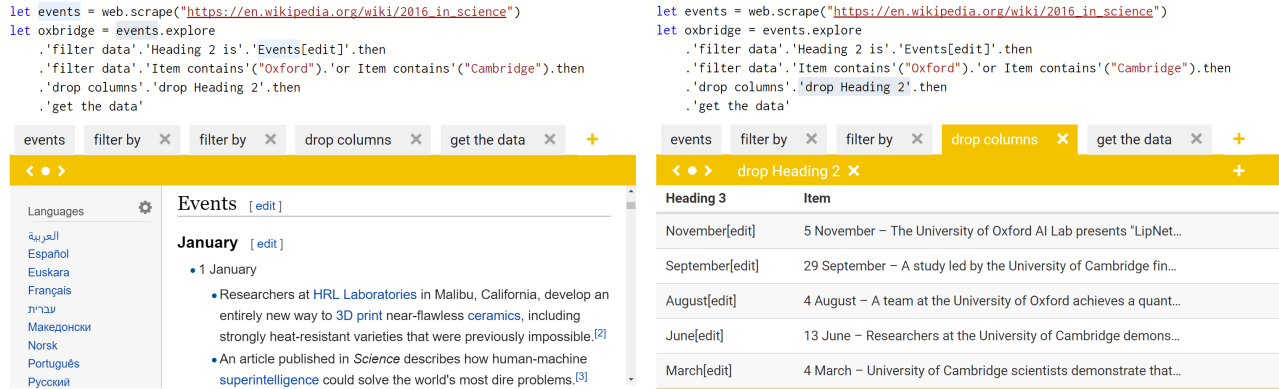 let events = web.scrape("https://en.wikipedia.org/wiki/2016_in_science")
let oxbridge = events.explore
.'filter data'.'Heading 2 is'.'Events[edit]'.then
.'filter data'.'Item contains'("Oxford").'or Item contains'("Cambridge").then
.'drop columns'.'drop Heading 2'.then
.'get the data'
events filter by × filter by × drop columns × get the data × +
Languages
العربية
Español
Euskara
Français
עברית
Македонски
Norsk
Português
Русский
Events [ edit ]
January [ edit ]
• 1 January
• Researchers at HRL Laboratories in Malibu, California, develop an
entirely new way to 3D print near-flawless ceramics, including
strongly heat-resistant varieties that were previously impossible.[2]
• An article published in Science describes how human-machine
superintelligence could solve the world's most dire problems.[3]
let events = web.scrape("https://en.wikipedia.org/wiki/2016_in_science")
let oxbridge = events.explore
.'filter data'.'Heading 2 is'.'Events[edit]'.then
.'filter data'.'Item contains'("Oxford").'or Item contains'("Cambridge").then
.'drop columns'.'drop Heading 2'.then
.'get the data'
events filter by × filter by × drop columns × get the data × +
drop Heading 2 × +
Heading 3 Item
November[edit] 5 November – The University of Oxford AI Lab presents "LipNet...
September[edit] 29 September – A study led by the University of Cambridge fin...
August[edit] 4 August – A team at the University of Oxford achieves a quant...
June[edit] 13 June – Researchers at the University of Cambridge demons...
March[edit] 4 March – University of Cambridge scientists demonstrate that...